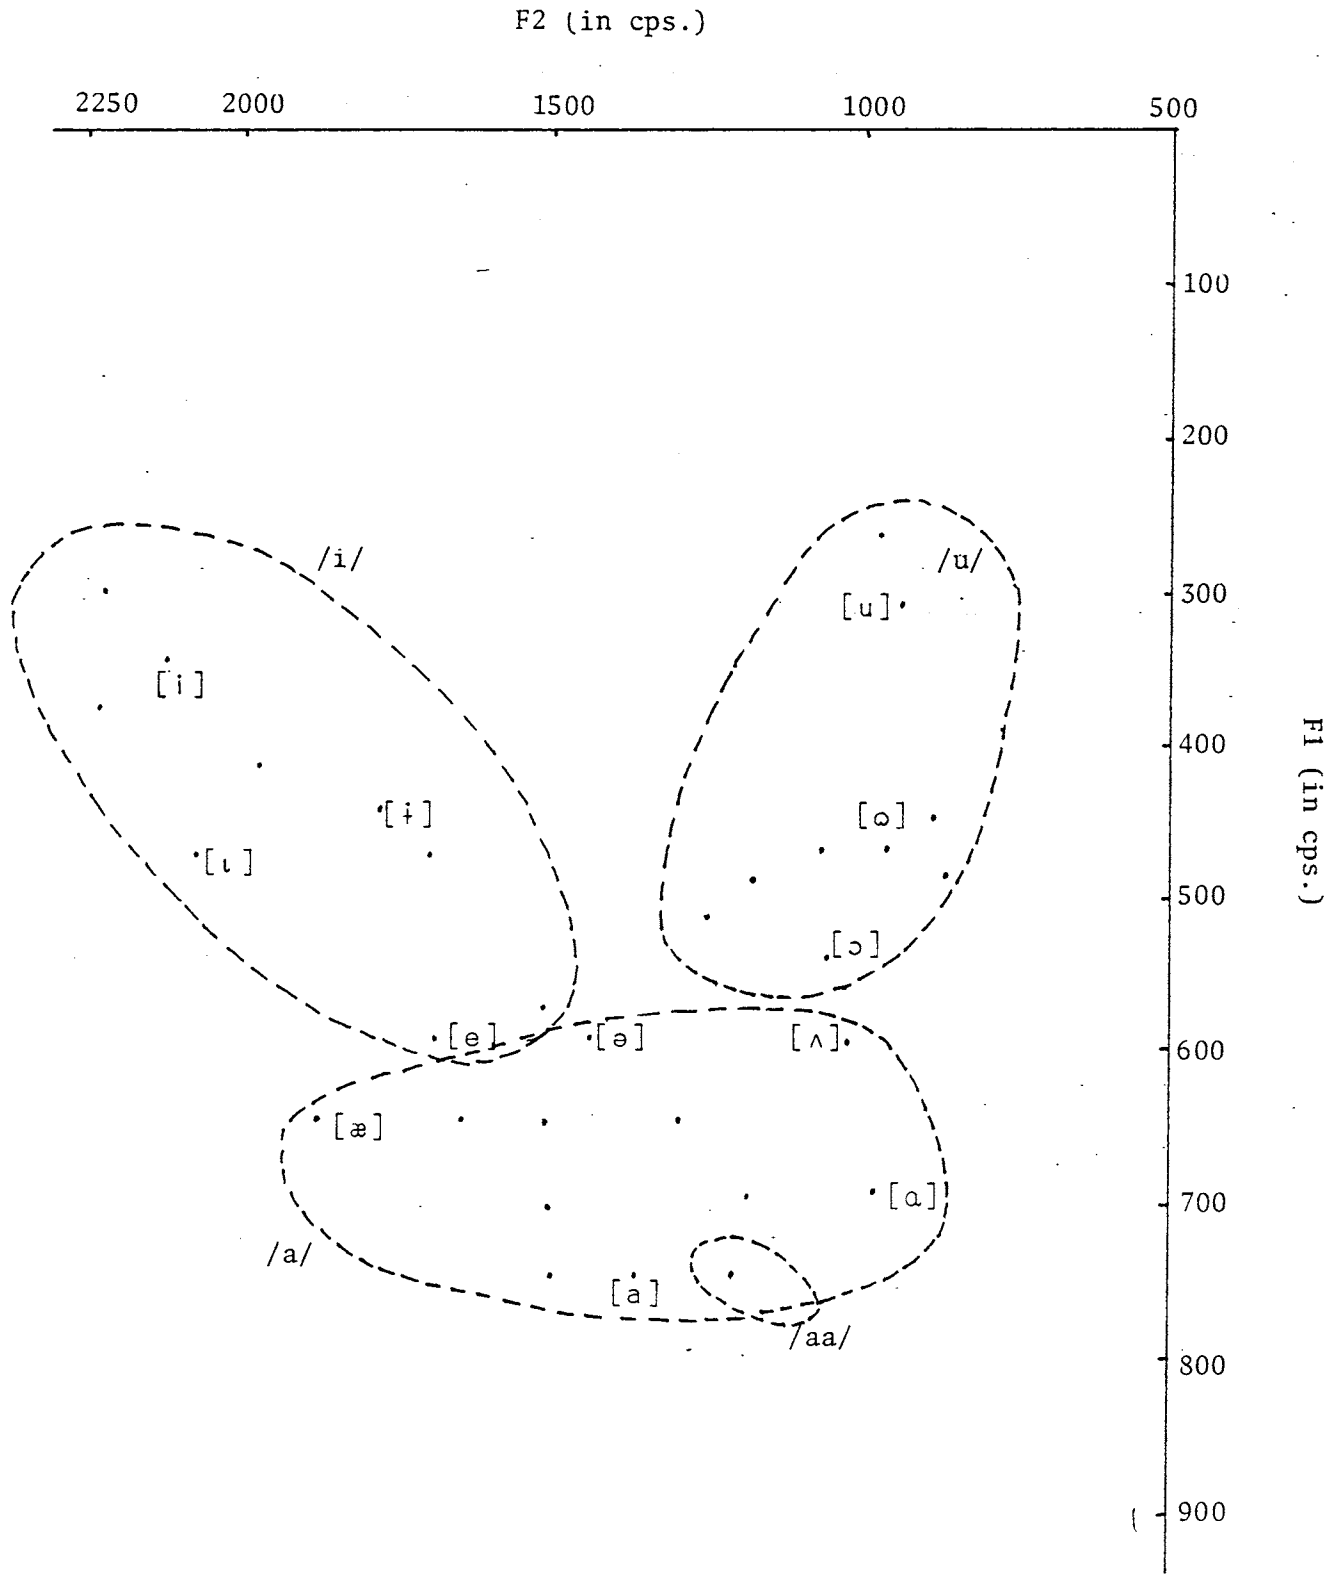 F2 (in cps.)
2250 2000 1500 1000 500
100
200
/i/ /u/
300
[u]
[i]
F1 (in cps.)
400
[ɨ] [ɷ]
[ɩ]
500
[ɔ]
[e] [ə] [ʌ]
600
[æ]
[ɑ]
700
/a/
[a]
/aa/
800
900